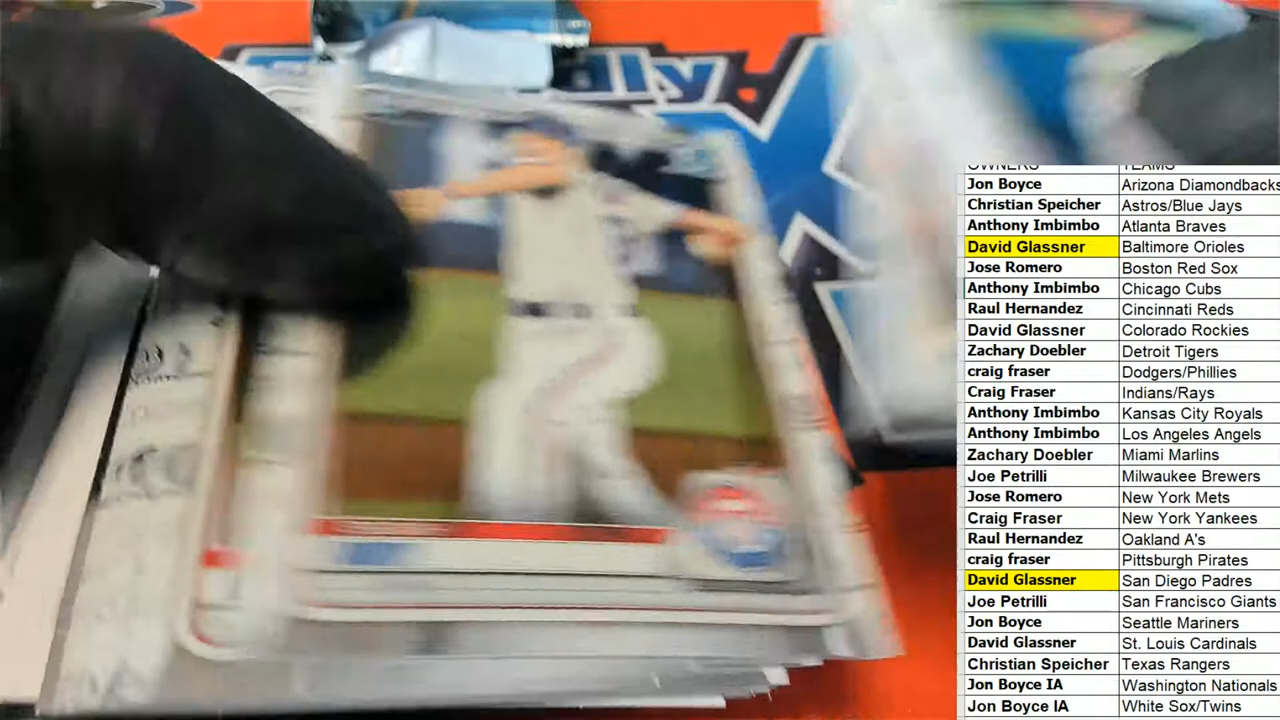 OWNERS TEAMS
Jon Boyce Arizona Diamondbacks
Christian Speicher Astros/Blue Jays
Anthony Imbimbo Atlanta Braves
David Glassner Baltimore Orioles
Jose Romero Boston Red Sox
Anthony Imbimbo Chicago Cubs
Raul Hernandez Cincinnati Reds
David Glassner Colorado Rockies
Zachary Doebler Detroit Tigers
craig fraser Dodgers/Phillies
Craig Fraser Indians/Rays
Anthony Imbimbo Kansas City Royals
Anthony Imbimbo Los Angeles Angels
Zachary Doebler Miami Marlins
Joe Petrilli Milwaukee Brewers
Jose Romero New York Mets
Craig Fraser New York Yankees
Raul Hernandez Oakland A's
craig fraser Pittsburgh Pirates
David Glassner San Diego Padres
Joe Petrilli San Francisco Giants
Jon Boyce Seattle Mariners
David Glassner St. Louis Cardinals
Christian Speicher Texas Rangers
Jon Boyce IA Washington Nationals
Jon Boyce IA White Sox/Twins